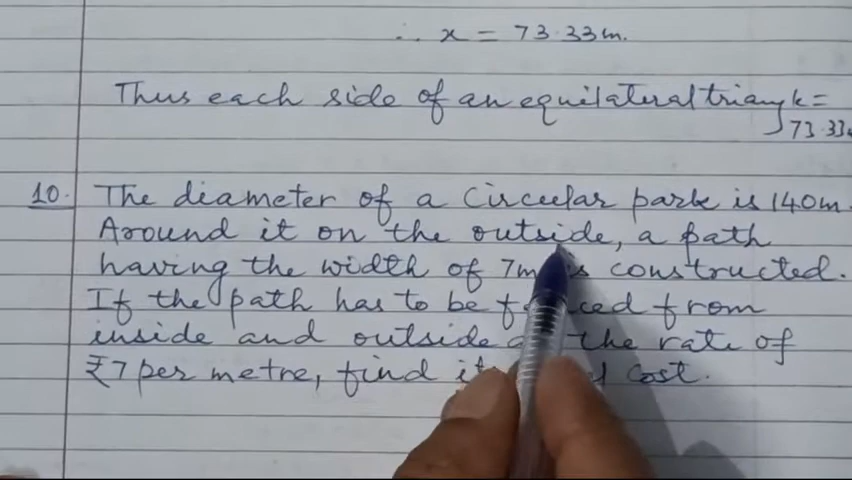 ∴ x = 73.33m.
Thus each side of an equilateral triangle =
73.33
10. The diameter of a circular park is 140m.
Around it on the outside, a path
having the width of 7m is constructed.
If the path has to be from
inside and outside the rate of
₹7 per metre, find cost.